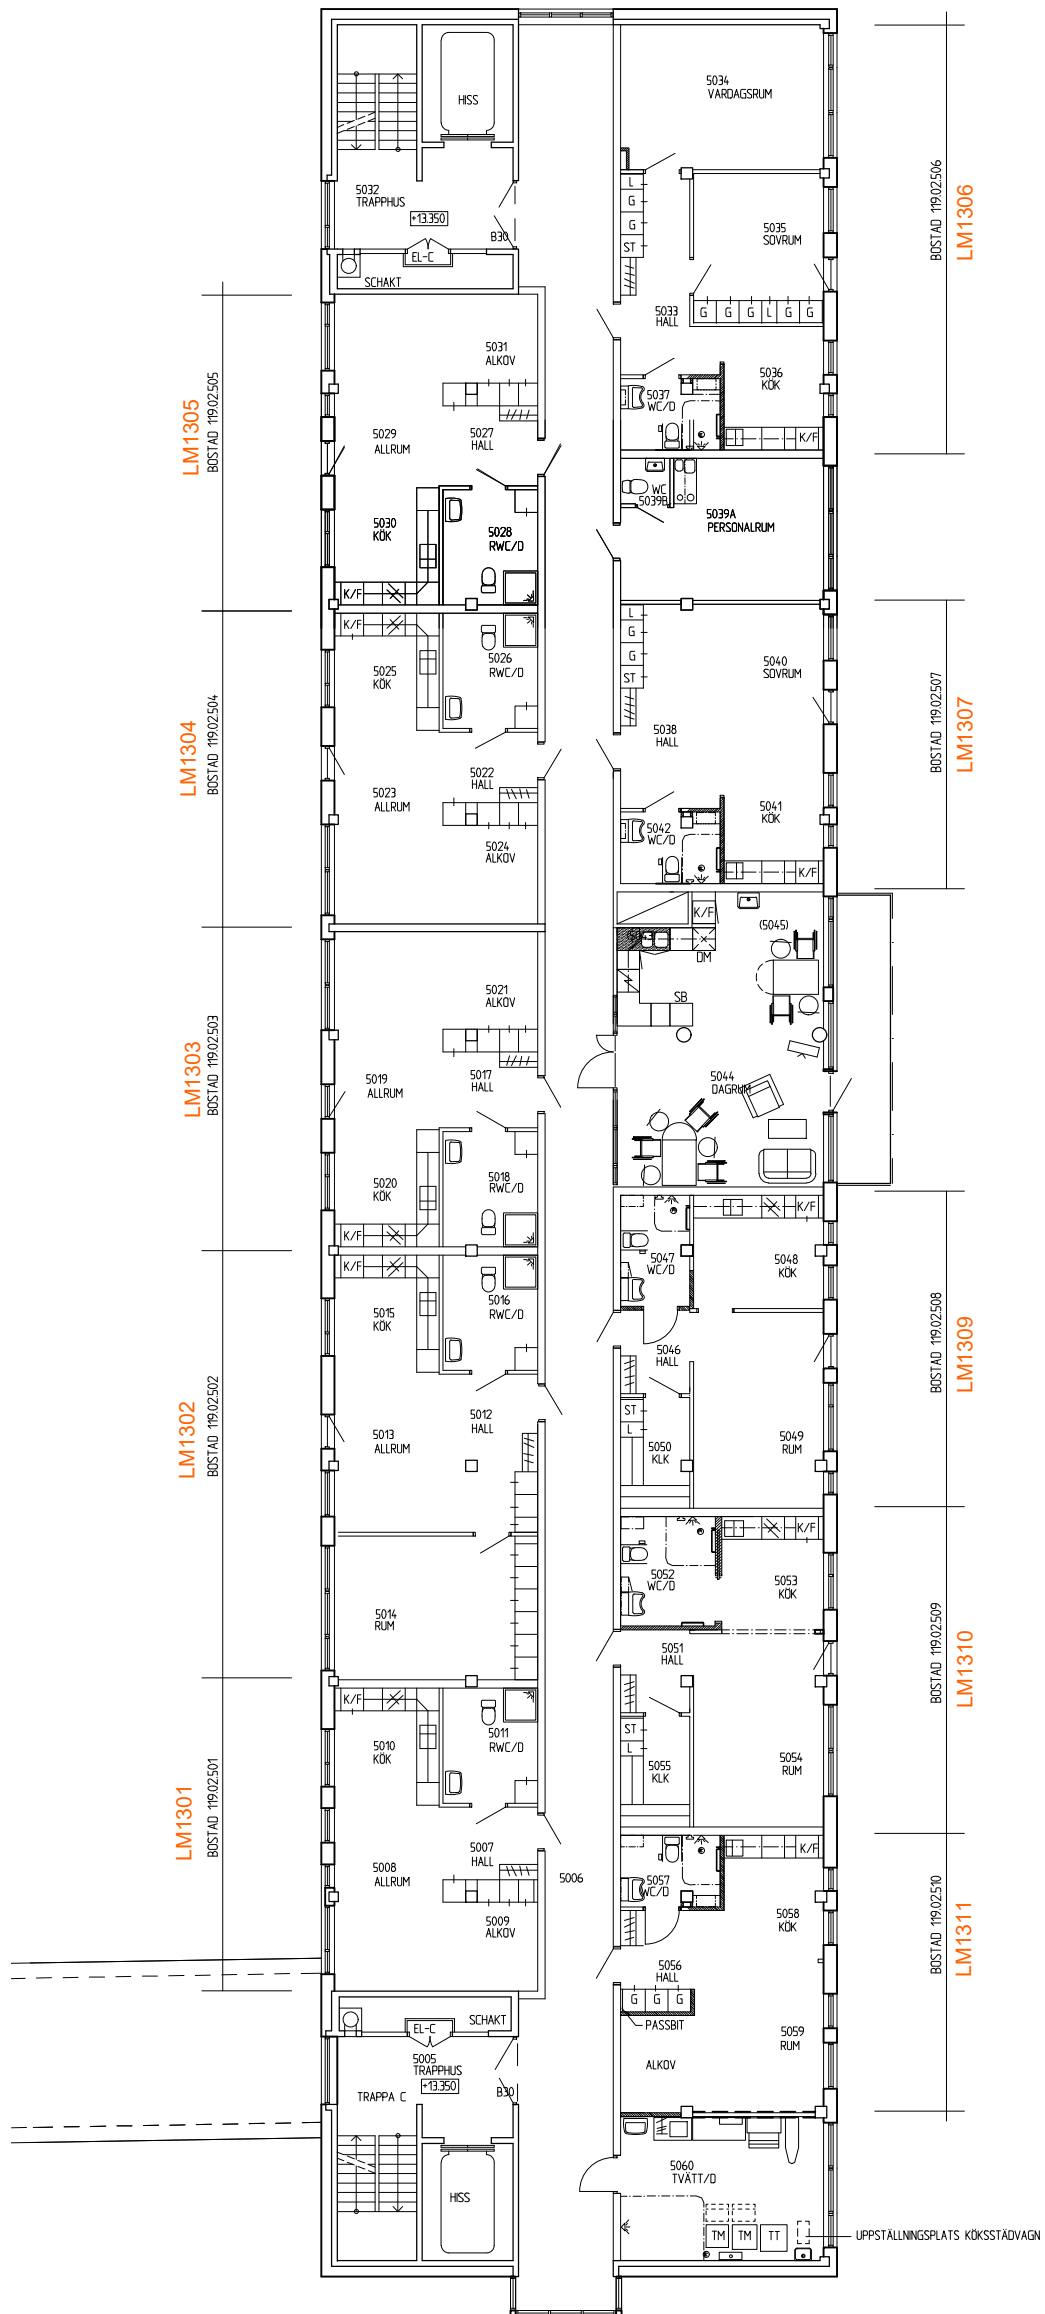 5034
VARDAGSRUM
HISS
5032
TRAPPHUS
+13.350
B30
EL-C
SCHAKT
L
G
G
ST
5035
SOVRUM
G G G L G G
5033
HALL
5036
KÖK
5037
WC/D
K/F
BOSTAD 119.02.506
LM1306
5031
ALKOV
5029
ALLRUM
5027
HALL
5030
KÖK
5028
RWC/D
K/F
LM1305
BOSTAD 119.02.505
WC
5039B
5039A
PERSONALRUM
K/F
5025
KÖK
5026
RWC/D
5022
HALL
5023
ALLRUM
5024
ALKOV
LM1304
BOSTAD 119.02.504
L
G
G
ST
5040
SOVRUM
5038
HALL
5041
KÖK
5042
WC/D
K/F
BOSTAD 119.02.507
LM1307
K/F
(5045)
DM
SB
5044
DAGRUM
5021
ALKOV
5019
ALLRUM
5017
HALL
5020
KÖK
5018
RWC/D
K/F
LM1303
BOSTAD 119.02.503
K/F
5015
KÖK
5016
RWC/D
5012
HALL
5013
ALLRUM
5014
RUM
LM1302
BOSTAD 119.02.502
K/F
5047
WC/D
5048
KÖK
5046
HALL
ST
L
5050
KLK
5049
RUM
BOSTAD 119.02.508
LM1309
K/F
5052
WC/D
5053
KÖK
5051
HALL
ST
L
5055
KLK
5054
RUM
BOSTAD 119.02.509
LM1310
K/F
5010
KÖK
5011
RWC/D
5007
HALL
5008
ALLRUM
5009
ALKOV
LM1301
BOSTAD 119.02.501
5006
K/F
5057
WC/D
5058
KÖK
5056
HALL
G G G
PASSBIT
5059
RUM
ALKOV
BOSTAD 119.02.510
LM1311
SCHAKT
EL-C
5005
TRAPPHUS
+13.350
TRAPPA C
B30
HISS
5060
TVÄTT/D
TM TM TT
UPPSTÄLLNINGSPLATS KÖKSSTÄDVAGN